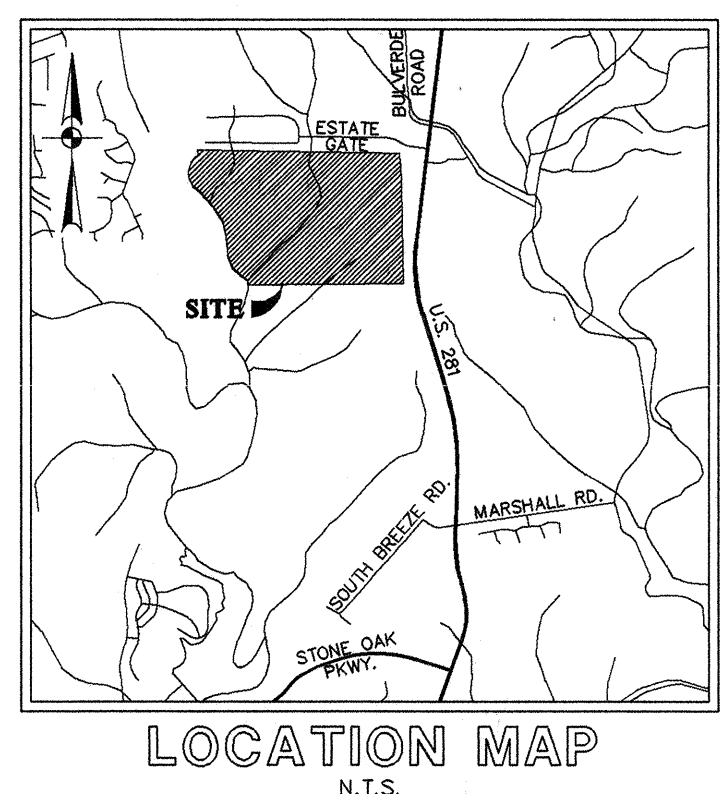 BULVERDE
ROAD
ESTATE
GATE
SITE
U.S. 281
SOUTH BREEZE RD.
MARSHALL RD.
STONE OAK
PKWY.
LOCATION MAP
N.T.S.